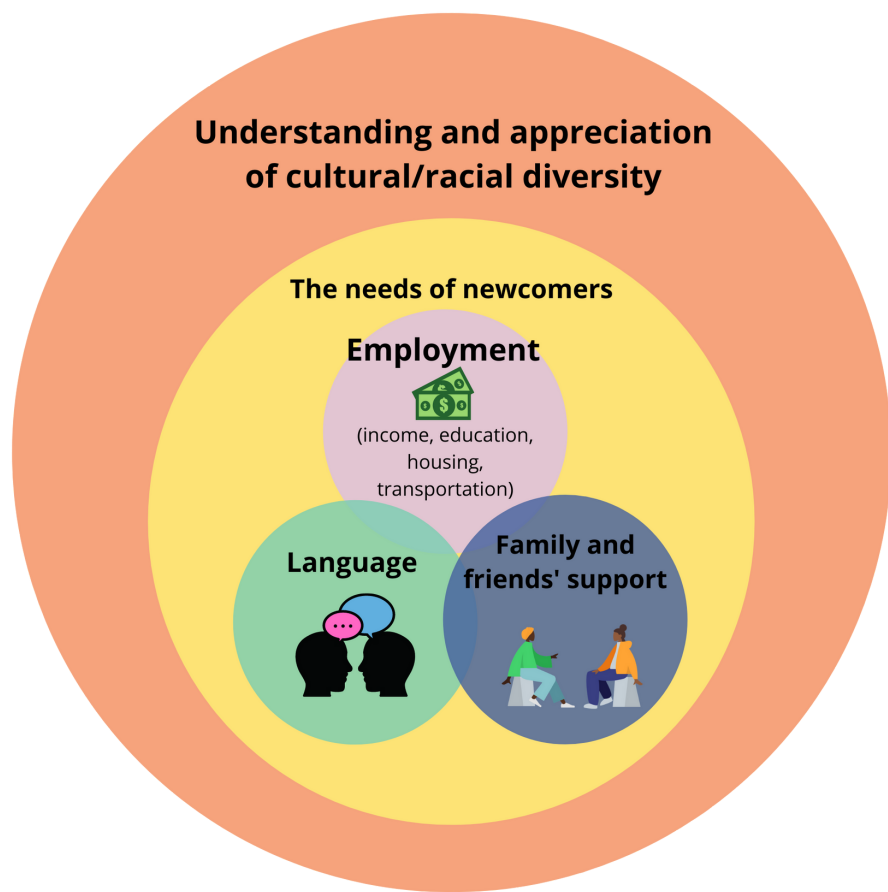 Understanding and appreciation
of cultural/racial diversity
The needs of newcomers
Employment
(income, education,
housing,
transportation)
Language
Family and
friends' support